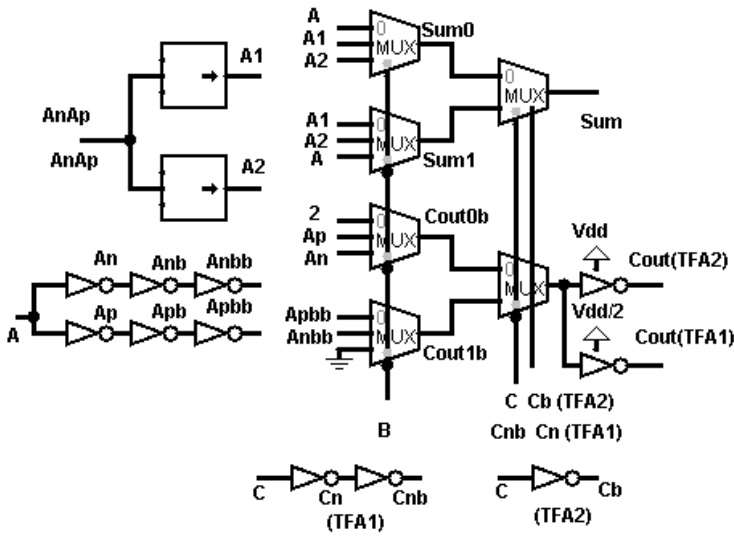 AnAp
AnAp
A1
A2
An Anb Anbb
A
Ap Apb Apbb
A
A1
A2
0
MUX
Sum0
A1
A2
A
0
MUX
Sum1
0
MUX
Sum
2
Ap
An
0
MUX
Cout0b
Apbb
Anbb
0
MUX
Cout1b
0
MUX
Vdd
Cout(TFA2)
Vdd/2
Cout(TFA1)
B
C Cb (TFA2)
Cnb Cn (TFA1)
C Cn Cnb
(TFA1)
C Cb
(TFA2)